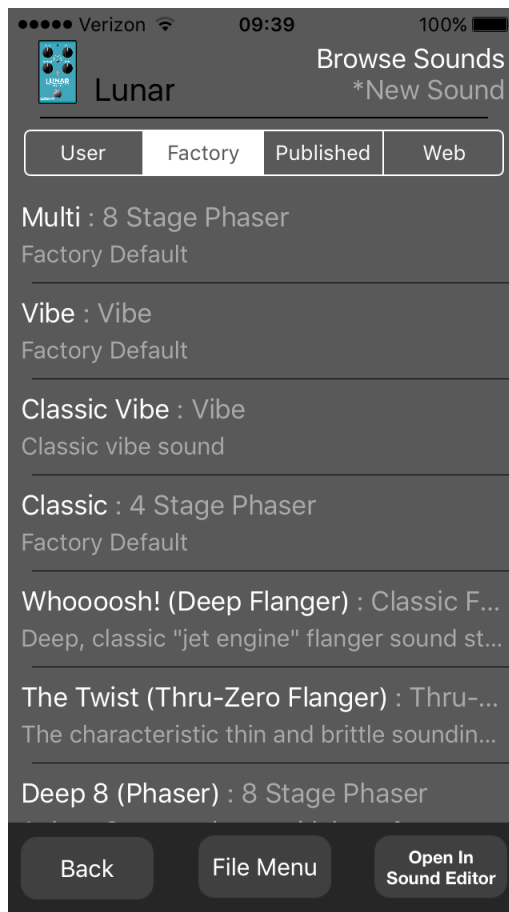 Verizon 09:39 100%
LUNAR
Lunar
Browse Sounds
*New Sound
User Factory Published Web
Multi : 8 Stage Phaser
Factory Default
Vibe : Vibe
Factory Default
Classic Vibe : Vibe
Classic vibe sound
Classic : 4 Stage Phaser
Factory Default
Whoooosh! (Deep Flanger) : Classic F...
Deep, classic "jet engine" flanger sound st...
The Twist (Thru-Zero Flanger) : Thru-...
The characteristic thin and brittle soundin...
Deep 8 (Phaser) : 8 Stage Phaser
Back File Menu Open In
Sound Editor